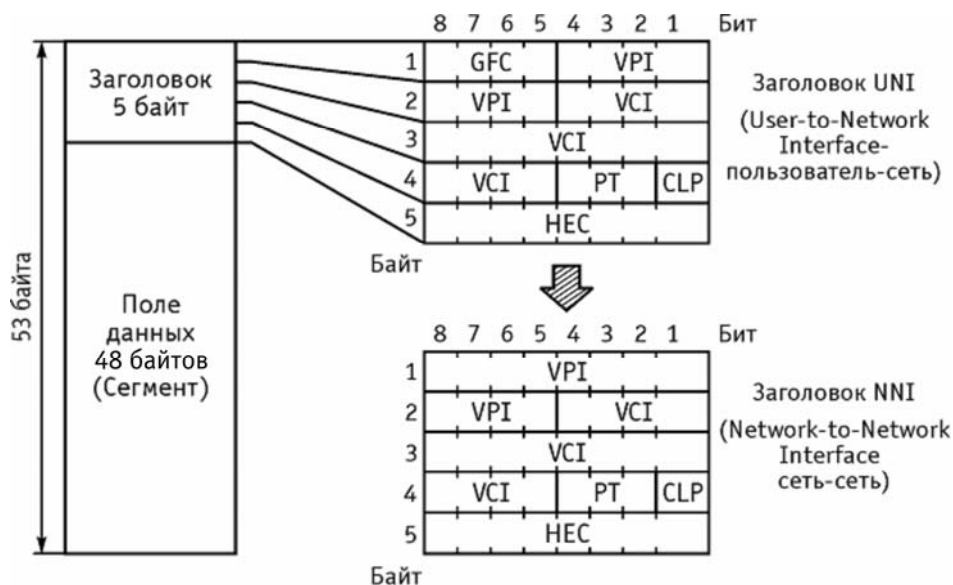 53 байта
Заголовок
5 байт
Поле
данных
48 байтов
(Сегмент)
8 7 6 5 4 3 2 1 Бит
1 GFC VPI
2 VPI VCI
3 VCI
4 VCI PT CLP
5 HEC
Байт
Заголовок UNI
(User-to-Network
Interface-
пользователь-сеть)
8 7 6 5 4 3 2 1 Бит
1 VPI
2 VPI VCI
3 VCI
4 VCI PT CLP
5 HEC
Байт
Заголовок NNI
(Network-to-Network
Interface
сеть-сеть)